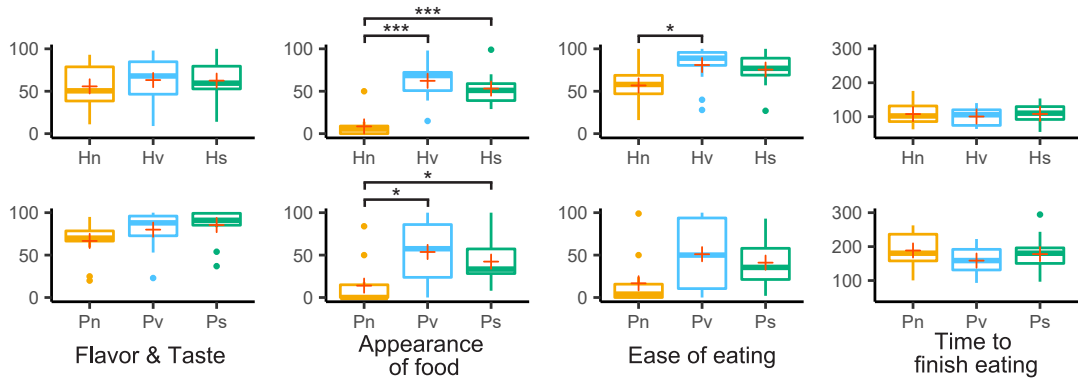 ***
***
*
100
50
0
Hn
Hv
Hs
100
50
0
Hn
Hv
Hs
100
50
0
Hn
Hv
Hs
300
200
100
Hn
Hv
Hs
*
*
100
50
0
Pn
Pv
Ps
100
50
0
Pn
Pv
Ps
100
50
0
Pn
Pv
Ps
300
200
100
Pn
Pv
Ps
Flavor & Taste
Appearance
of food
Ease of eating
Time to
finish eating